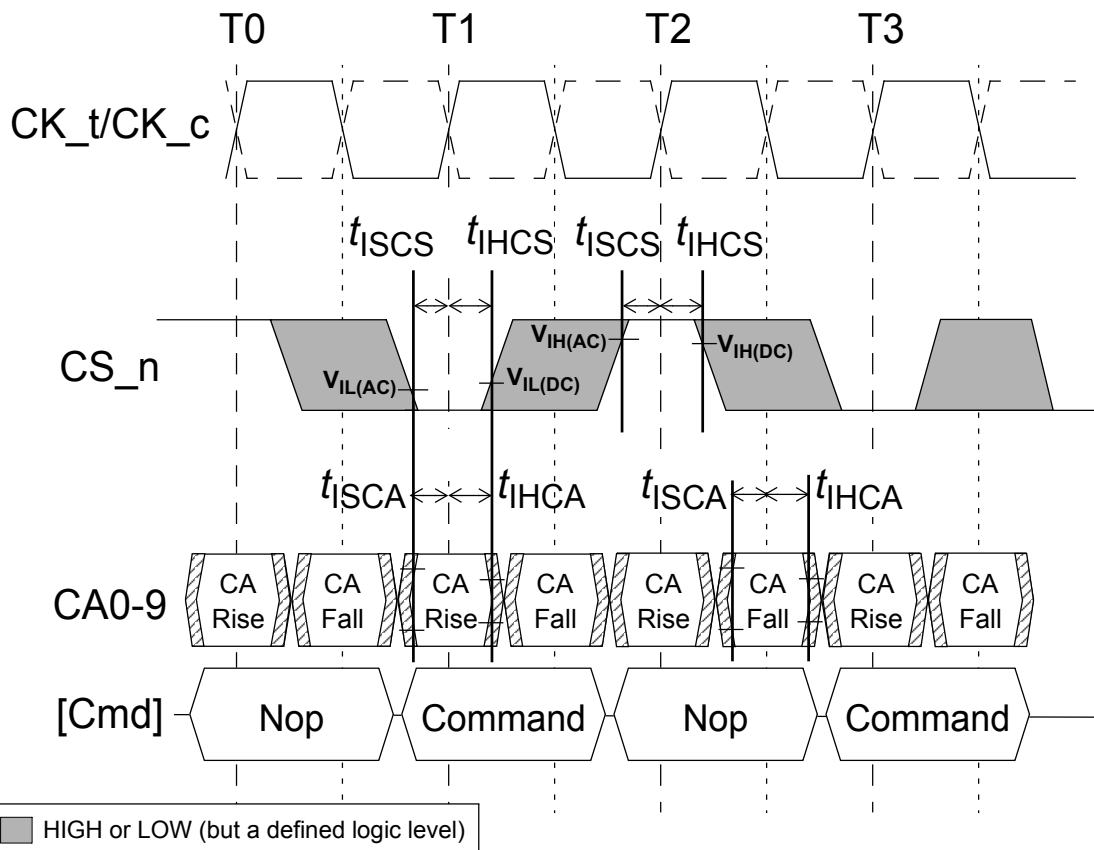 T0 T1 T2 T3
CK_t/CK_c
tISCS tIHCS tISCS tIHCS
CS_n
VIL(AC) VIL(DC) VIH(AC) VIH(DC)
tISCA tIHCA tISCA tIHCA
CA0-9
CA Rise CA Fall CA Rise CA Fall CA Rise CA Fall CA Rise CA Fall
[Cmd] Nop Command Nop Command
HIGH or LOW (but a defined logic level)